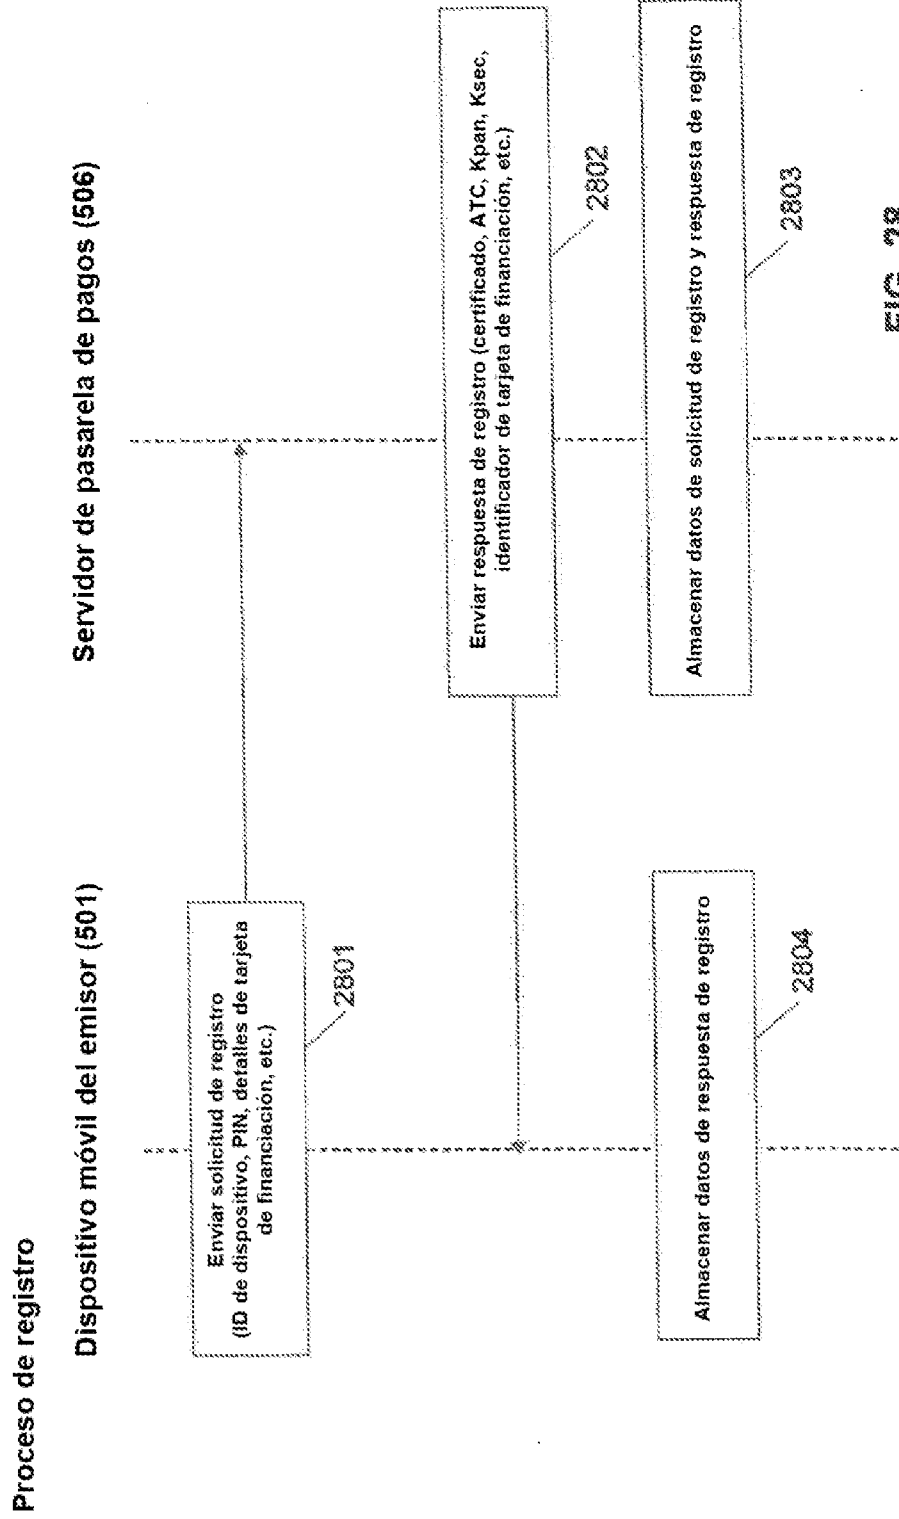 Proceso de registro
Dispositivo móvil del emisor (501)
Servidor de pasarela de pagos (506)
Enviar solicitud de registro
(ID de dispositivo, PIN, detalles de tarjeta
de financiación, etc.)
2801
Enviar respuesta de registro (certificado, ATC, Kpan, Ksec,
identificador de tarjeta de financiación, etc.)
2802
Almacenar datos de solicitud de registro y respuesta de registro
2803
Almacenar datos de respuesta de registro
2804
FIG. 28